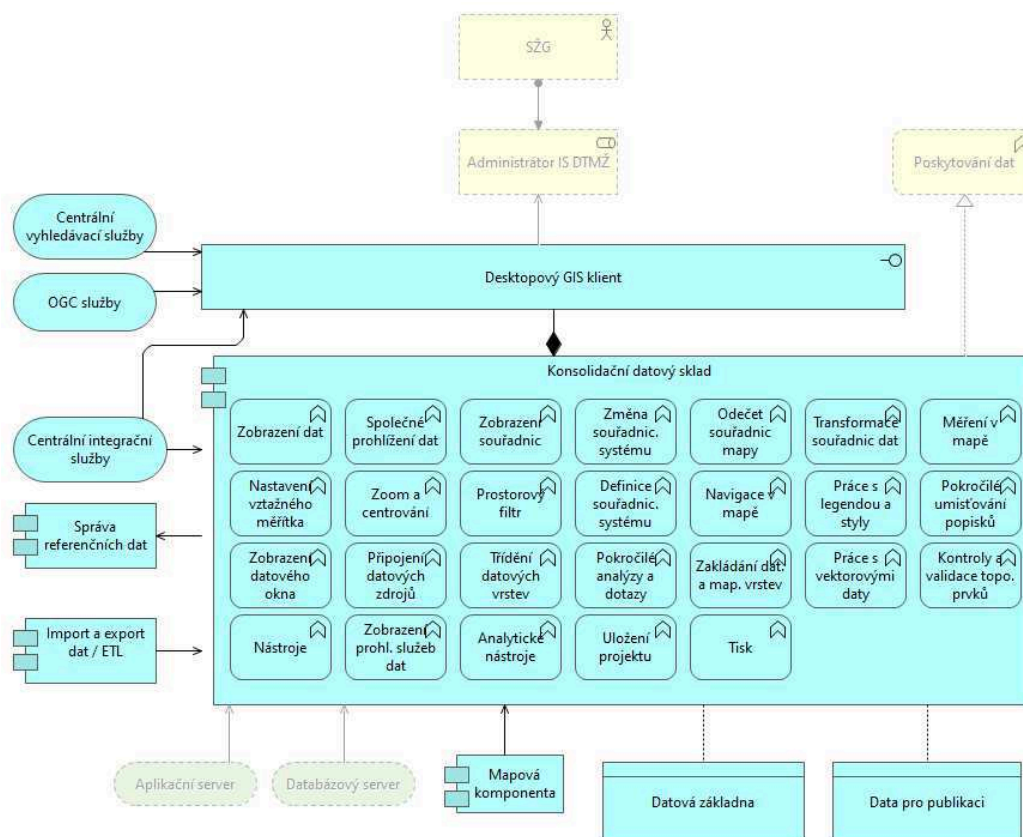 SŽG
Administrátor IS DTMŽ
Poskytování dat
Centrální
vyhledávací služby
OGC služby
Desktopový GIS klient
Centrální integrační
služby
Správa
referenčních dat
Import a export
dat / ETL
Konsolidační datový sklad
Zobrazení dat
Společné
prohlížení dat
Zobrazení
souřadnic
Změna
souřadnic.
systému
Odečet
souřadnic
mapy
Transformace
souřadnic dat
Měření v
mapě
Nastavení
vztažného
měřítka
Zoom a
centrování
Prostorový
filtr
Definice
souřadnic.
systému
Navigace v
mapě
Práce s
legendou a
styly
Pokročilé
umisťování
popisků
Zobrazení
datového
okna
Připojení
datových
zdrojů
Třídění
datových
vrstev
Pokročilé
analýzy a
dotazy
Zakládání dat.
a map. vrstev
Práce s
vektorovými
daty
Kontroly a
validace topo.
prvků
Nástroje
Zobrazení
prohl. služeb
dat
Analytické
nástroje
Uložení
projektu
Tisk
Aplikační server
Databázový server
Mapová
komponenta
Datová základna
Data pro publikaci